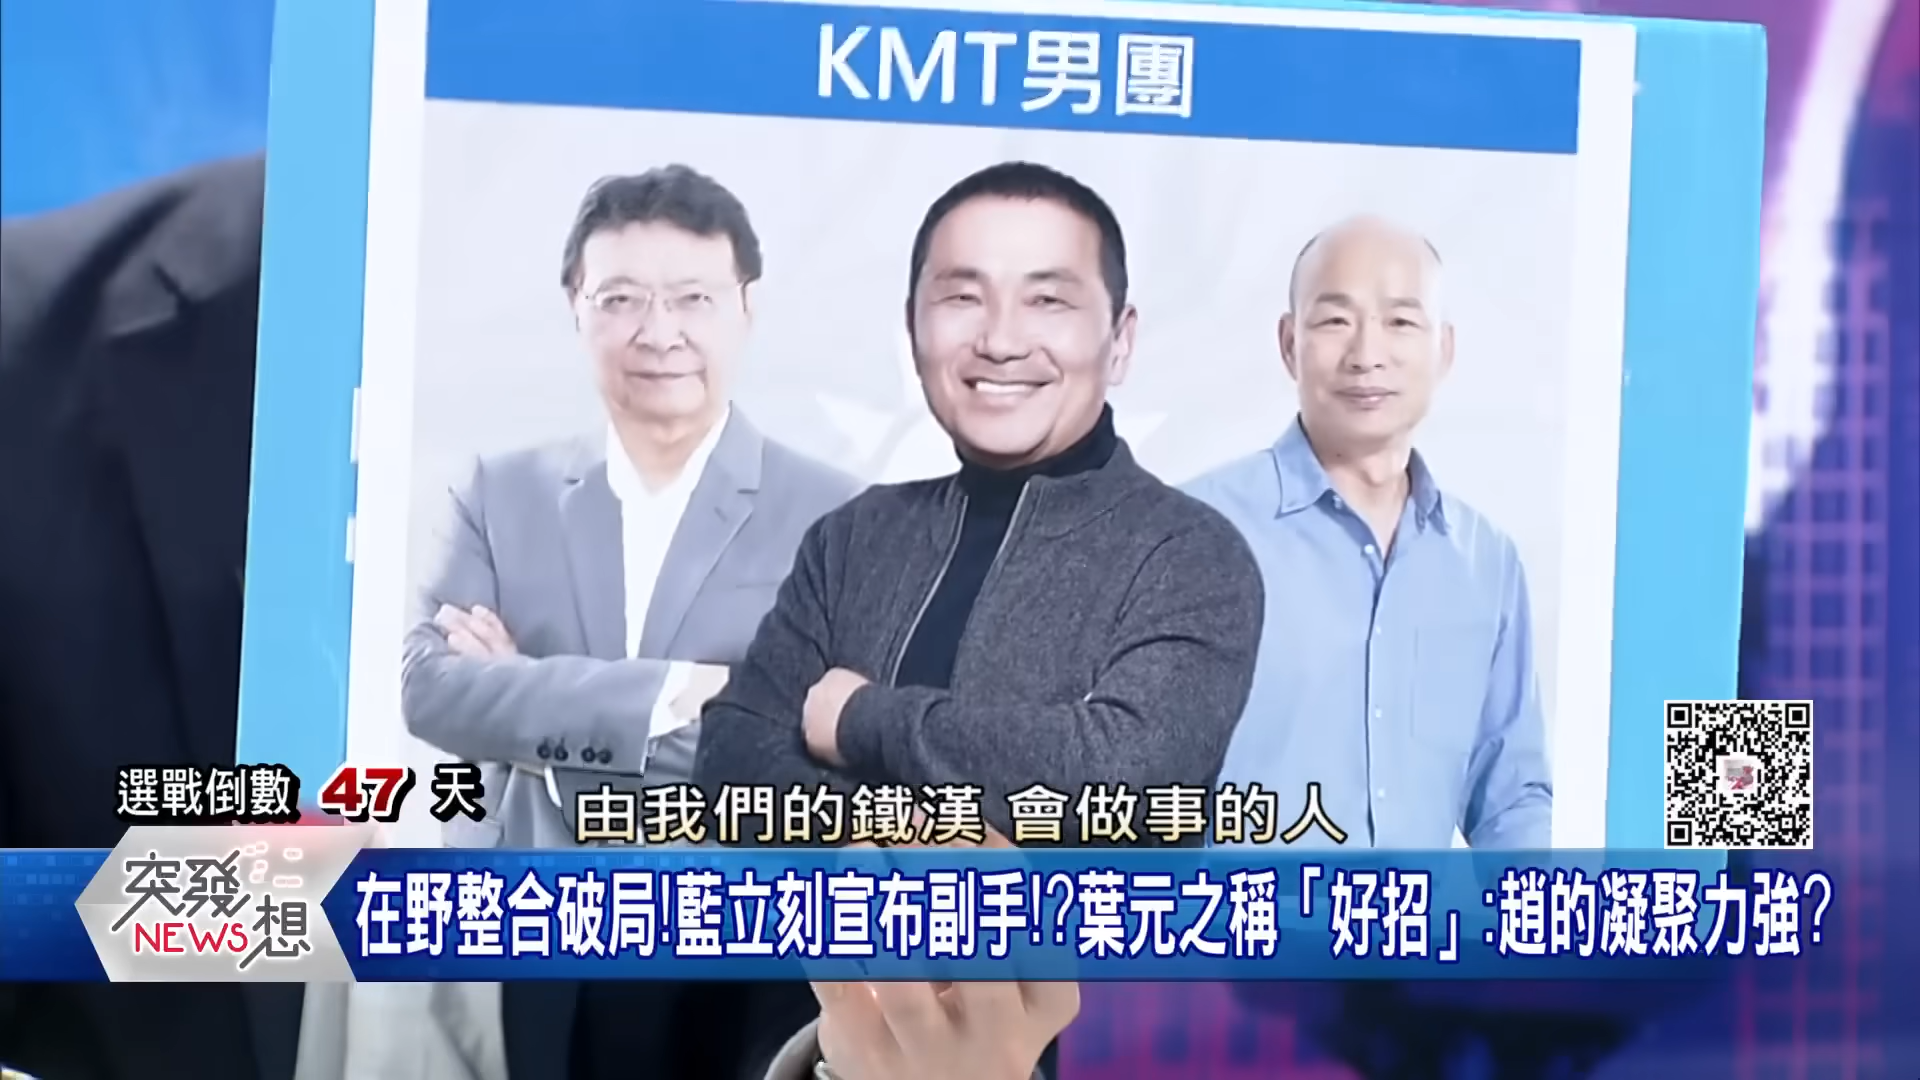 KMT男團
選戰倒數 47 天
由我們的鐵漢 會做事的人
突發
NEWS 想
在野整合破局!藍立刻宣布副手!?葉元之稱「好招」:趙的凝聚力強?